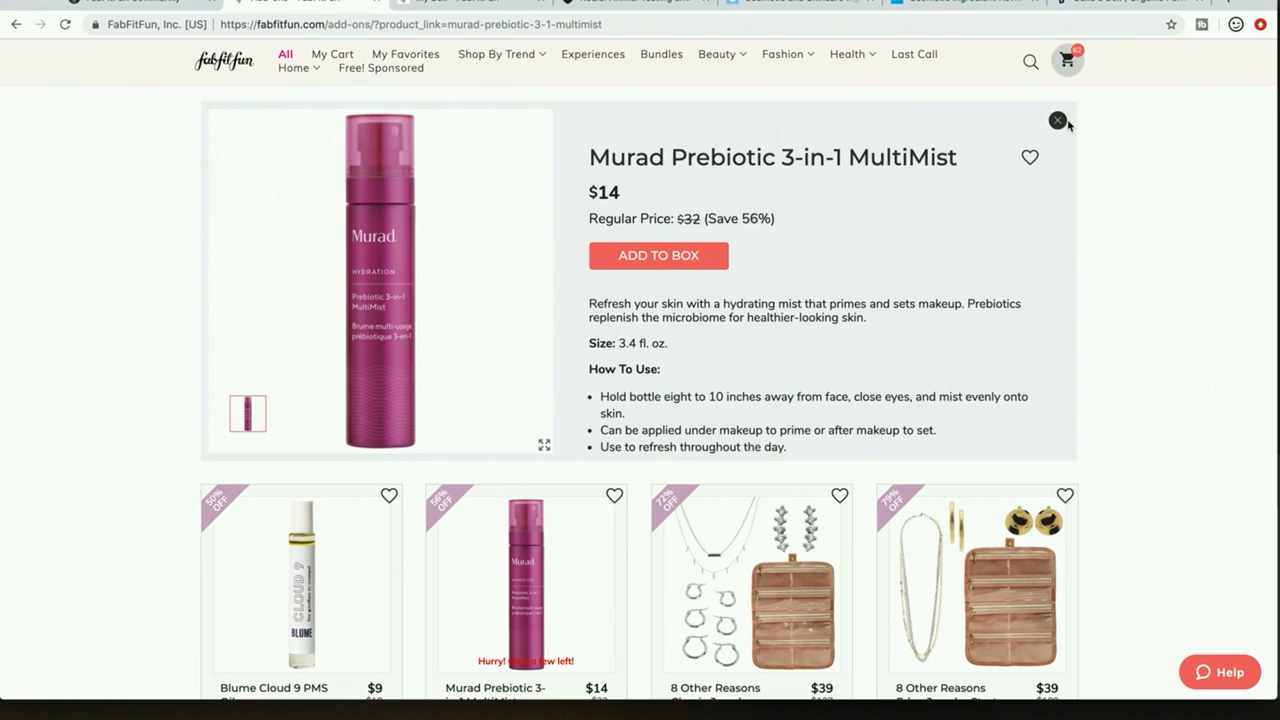 FabFitFun, Inc. [US]
https://fabfitfun.com/add-ons/?product_link=murad-prebiotic-3-1-multimist
fabfitfun
All My Cart My Favorites Shop By Trend Experiences Bundles Beauty Fashion Health Last Call
Home Free! Sponsored
62
Murad Prebiotic 3-in-1 MultiMist
$14
Regular Price: $32 (Save 56%)
ADD TO BOX
Refresh your skin with a hydrating mist that primes and sets makeup. Prebiotics
replenish the microbiome for healthier-looking skin.
Size: 3.4 fl. oz.
How To Use:
Hold bottle eight to 10 inches away from face, close eyes, and mist evenly onto
skin.
Can be applied under makeup to prime or after makeup to set.
Use to refresh throughout the day.
Murad.
HYDRATION
Prebiotic 3-in-1
MultiMist
Brume multi-usage
prébiotique 3-en-1
50%
OFF
56%
OFF
72%
OFF
79%
OFF
CLOUD 9
BLUME
Murad.
Hurry! a few left!
Help
Blume Cloud 9 PMS $9
Murad Prebiotic 3- $14
8 Other Reasons $39
8 Other Reasons $39